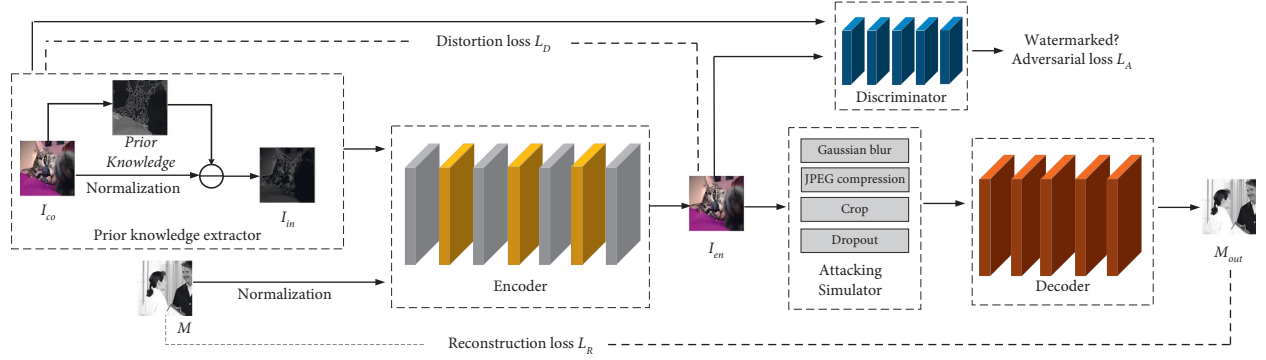 Distortion loss L_D
Watermarked?
Adversarial loss L_A
Discriminator
Prior
Knowledge
Normalization
I_co
I_in
Prior knowledge extractor
Encoder
I_en
Gaussian blur
JPEG compression
Crop
Dropout
Attacking
Simulator
Decoder
M_out
Normalization
M
Reconstruction loss L_R